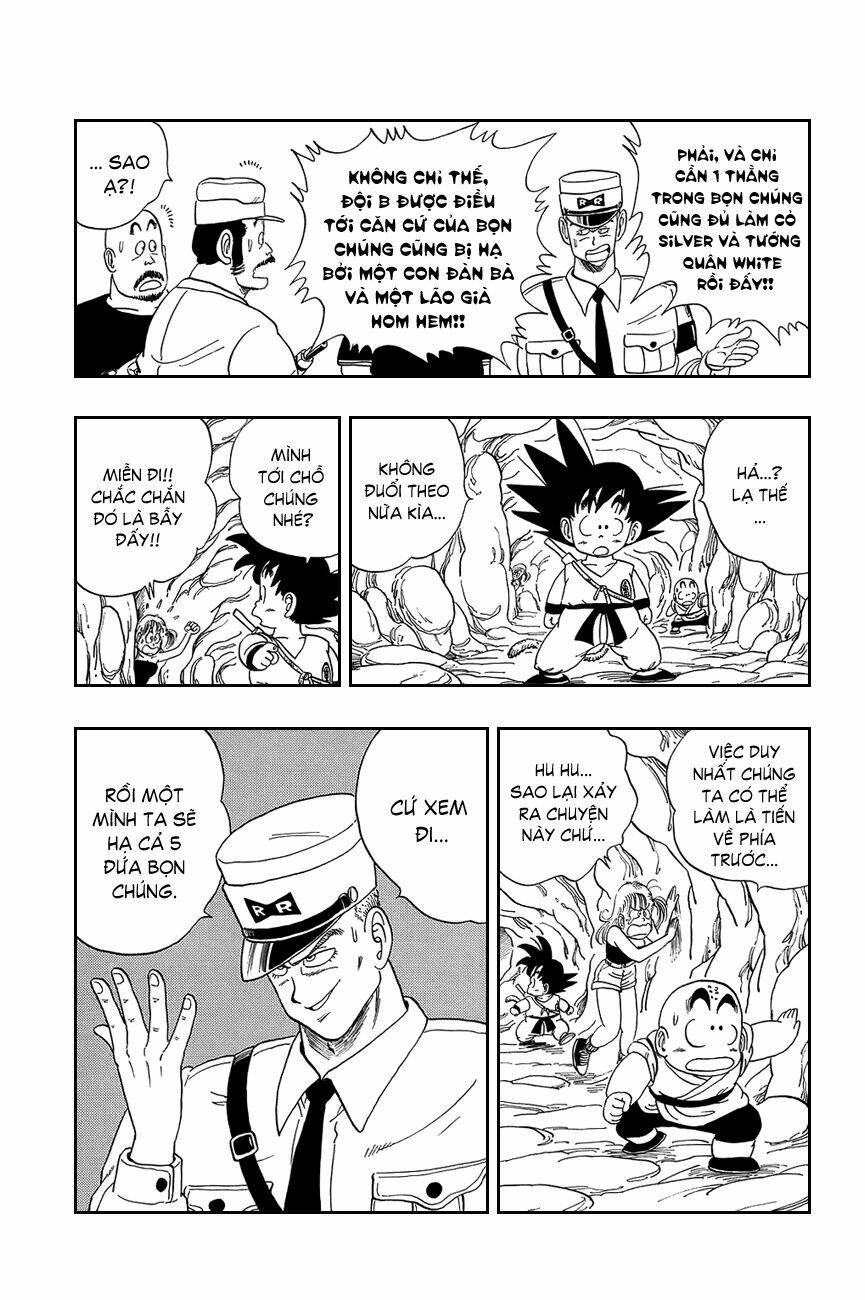 PHẢI, VÀ CHỈ
CẦN 1 THẰNG
TRONG BỌN CHÚNG
CŨNG ĐỦ LÀM CỎ
SILVER VÀ TƯỚNG
QUÂN WHITE
RỒI ĐẤY!!
KHÔNG CHỈ THẾ,
ĐỘI B ĐƯỢC ĐIỀU
TỚI CĂN CỨ CỦA BỌN
CHÚNG CŨNG BỊ HẠ
BỞI MỘT CON ĐÀN BÀ
VÀ MỘT LÃO GIÀ
HOM HEM!!
... SAO
Ạ?!
R R
HẢ...?
LẠ THẾ
...
KHÔNG
ĐUỔI THEO
NỮA KÌA...
MÌNH
TỚI CHỖ
CHÚNG
NHÉ?
MIỄN ĐI!!
CHẮC CHẮN
ĐÓ LÀ BẪY
ĐẤY!!
VIỆC DUY
NHẤT CHÚNG
TA CÓ THỂ
LÀM LÀ TIẾN
VỀ PHÍA
TRƯỚC...
HU HU...
SAO LẠI XẢY
RA CHUYỆN
NÀY CHỨ...
CỨ XEM
ĐI...
RỒI MỘT
MÌNH TA SẼ
HẠ CẢ 5
ĐỨA BỌN
CHÚNG.
R R